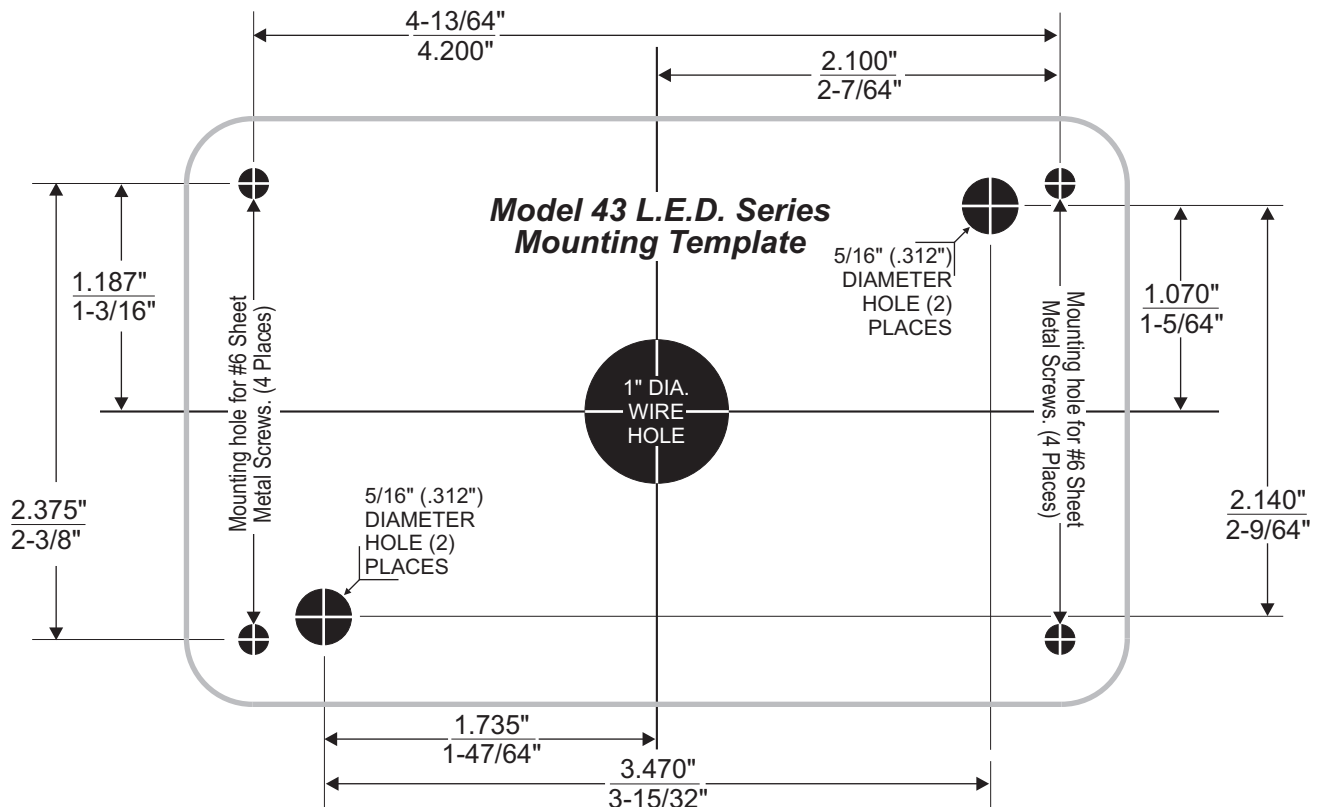 4-13/64"
4.200"
2.100"
2-7/64"
Model 43 L.E.D. Series
Mounting Template
5/16" (.312")
DIAMETER
HOLE (2)
PLACES
1.187"
1-3/16"
1.070"
1-5/64"
Mounting hole for #6 Sheet
Metal Screws. (4 Places)
Mounting hole for #6 Sheet
Metal Screws. (4 Places)
1" DIA.
WIRE
HOLE
2.375"
2-3/8"
5/16" (.312")
DIAMETER
HOLE (2)
PLACES
2.140"
2-9/64"
1.735"
1-47/64"
3.470"
3-15/32"